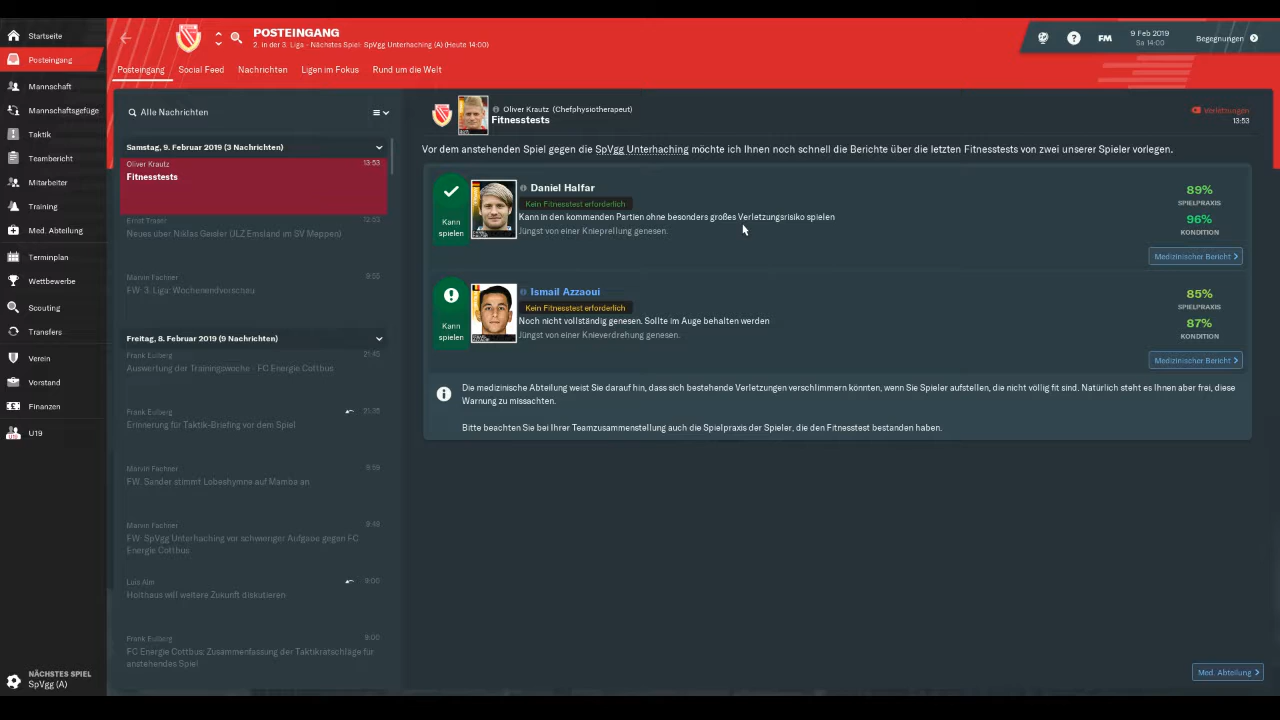 Startseite
Posteingang
Mannschaft
Mannschaftsgefüge
Taktik
Teambericht
Mitarbeiter
Training
Med. Abteilung
Terminplan
Wettbewerbe
Scouting
Transfers
Verein
Vorstand
Finanzen
U19
U19
NÄCHSTES SPIEL
SpVgg (A)
POSTEINGANG
2. in der 3. Liga - Nächstes Spiel: SpVgg Unterhaching (A) (Heute 14:00)
FM
9 Feb 2019
Sa 14:00
Begegnungen
Posteingang Social Feed Nachrichten Ligen im Fokus Rund um die Welt
Alle Nachrichten
Samstag, 9. Februar 2019 (3 Nachrichten)
Oliver Krautz 13:53
Fitnesstests
Neues über Niklas Geisler (JLZ Emsland im SV Meppen)
Marvin Fachner 9:55
FW: 3. Liga: Wochenendvorschau
Freitag, 8. Februar 2019 (9 Nachrichten)
Frank Eulberg 21:45
Auswertung der Trainingswoche - FC Energie Cottbus
Frank Eulberg 21:35
Erinnerung für Taktik-Briefing vor dem Spiel
Marvin Fachner
FW: Sander stimmt Lobeshymne auf Mamba an
Marvin Fachner
FW: SpVgg Unterhaching vor schwieriger Aufgabe gegen FC
Energie Cottbus
Luis Alm 9:00
Holthaus will weitere Zukunft diskutieren
Frank Eulberg 9:00
FC Energie Cottbus: Zusammenfassung der Taktikratschläge für
anstehendes Spiel
Oliver Krautz (Chefphysiotherapeut)
Fitnesstests
Verletzungen
13:53
Vor dem anstehenden Spiel gegen die SpVgg Unterhaching möchte ich Ihnen noch schnell die Berichte über die letzten Fitnesstests von zwei unserer Spieler vorlegen.
Kann
spielen
Daniel Halfar
Kein Fitnesstest erforderlich
Kann in den kommenden Partien ohne besonders großes Verletzungsrisiko spielen
Jüngst von einer Knieprellung genesen.
89%
SPIELPRAXIS
96%
KONDITION
Medizinischer Bericht
Kann
spielen
Ismail Azzaoui
Kein Fitnesstest erforderlich
Noch nicht vollständig genesen. Sollte im Auge behalten werden
Jüngst von einer Knieverdrehung genesen.
85%
SPIELPRAXIS
87%
KONDITION
Medizinischer Bericht
Die medizinische Abteilung weist Sie darauf hin, dass sich bestehende Verletzungen verschlimmern könnten, wenn Sie Spieler aufstellen, die nicht völlig fit sind. Natürlich steht es Ihnen aber frei, diese
Warnung zu missachten.
Bitte beachten Sie bei Ihrer Teamzusammenstellung auch die Spielpraxis der Spieler, die den Fitnesstest bestanden haben.
Med. Abteilung